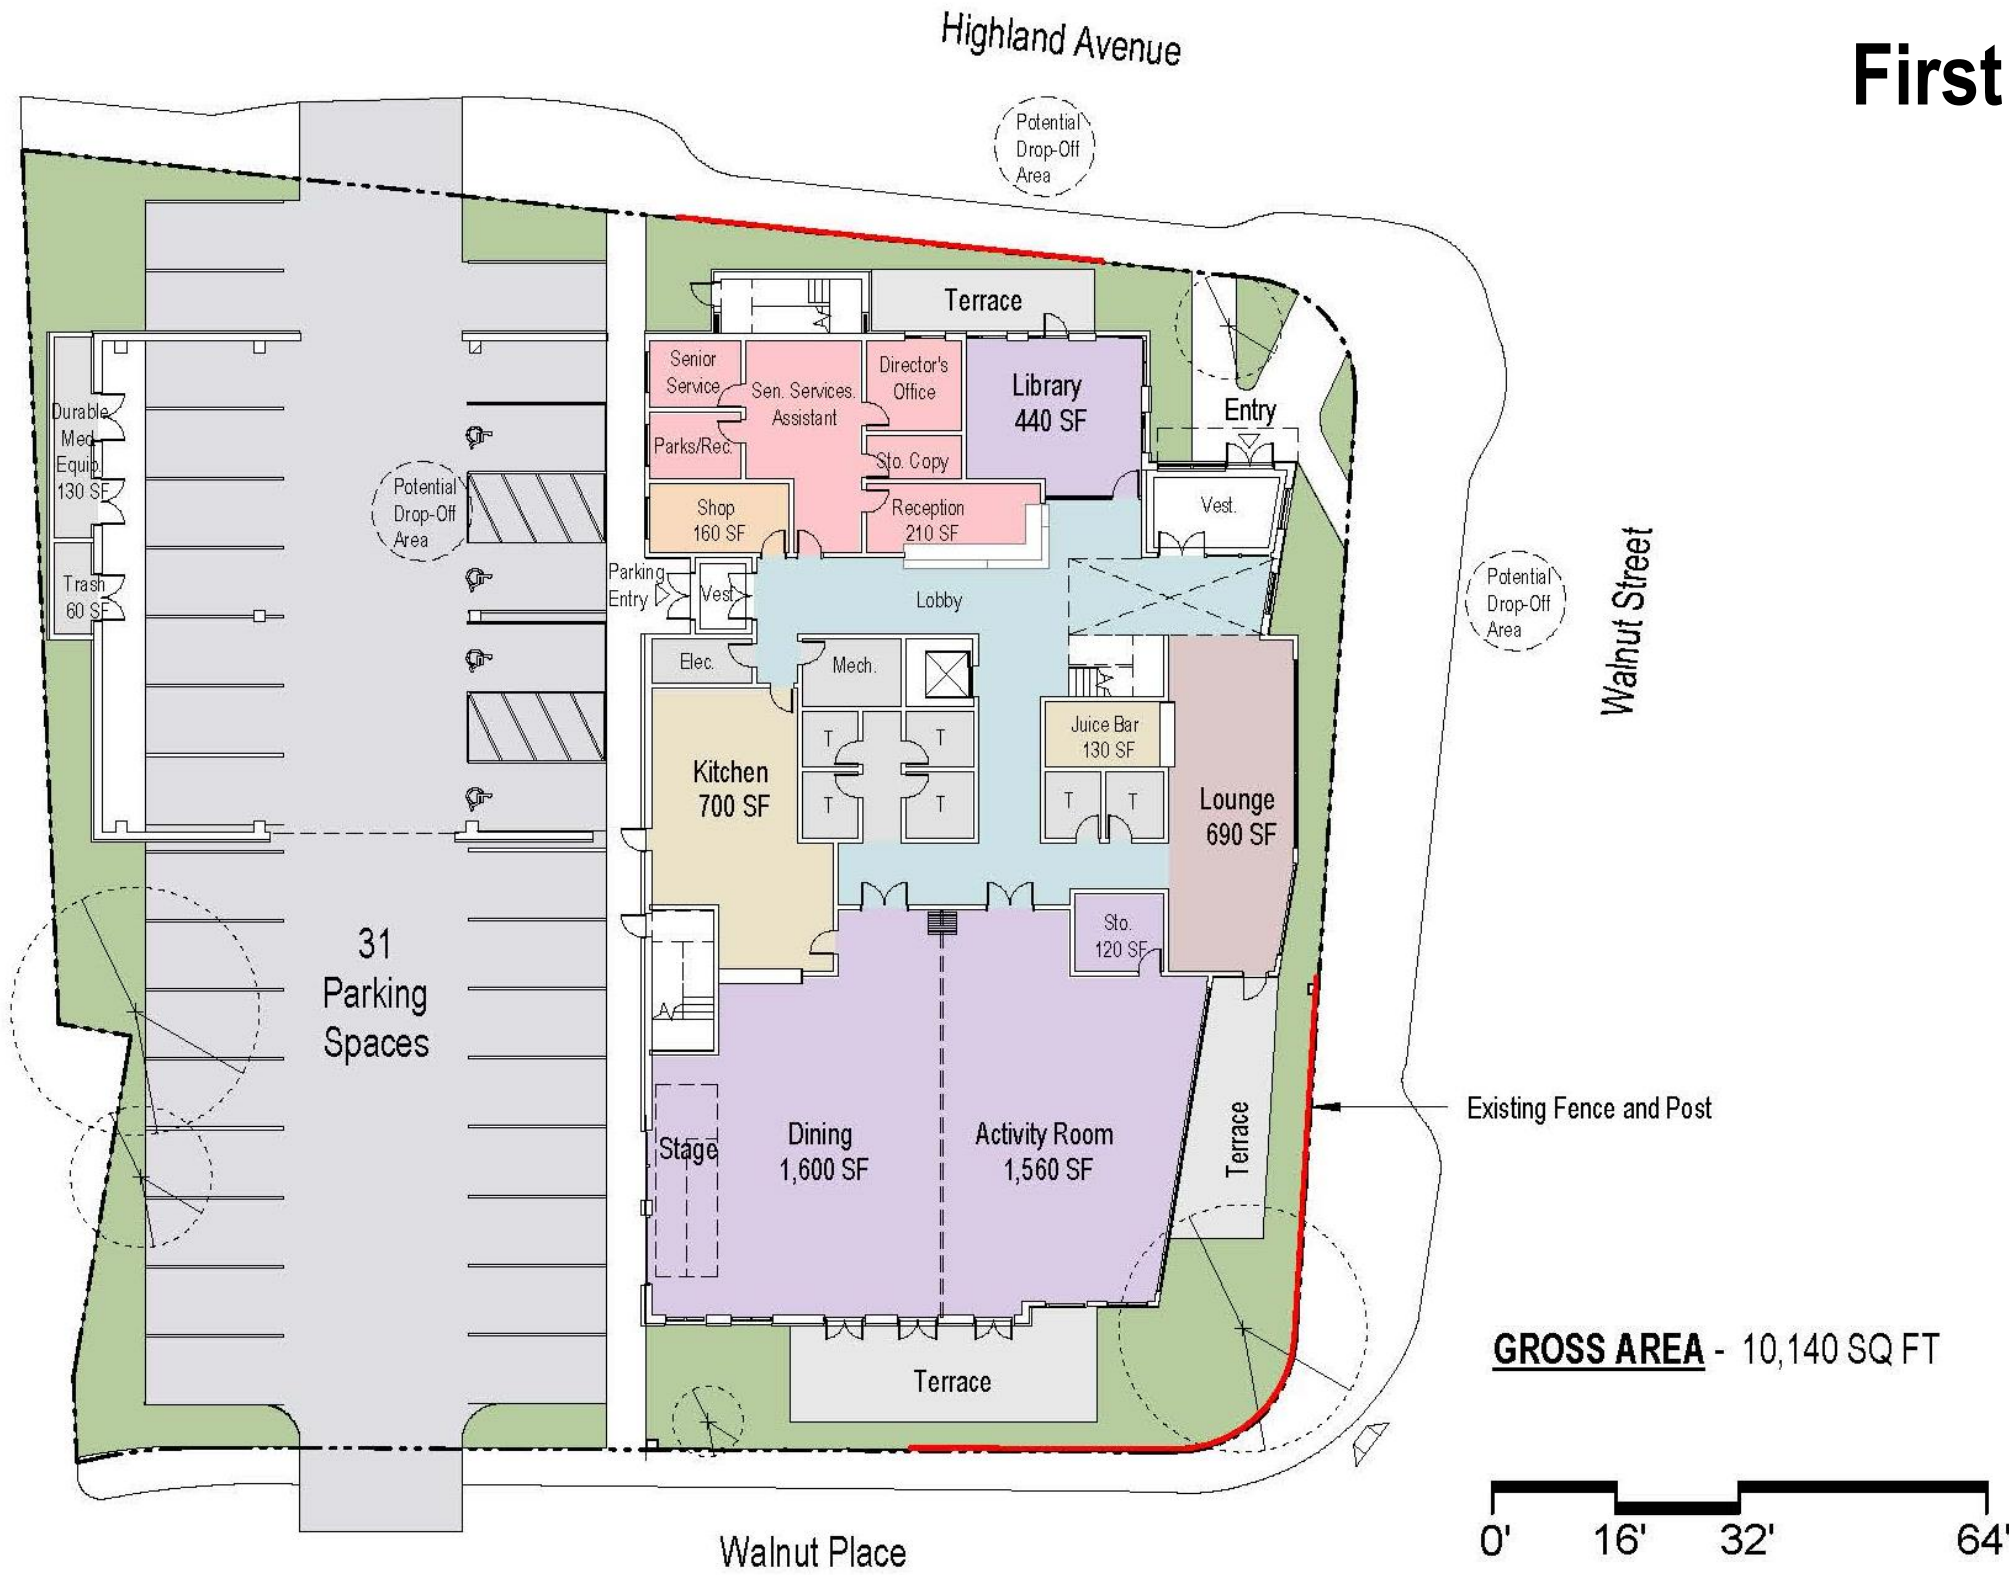 Highland Avenue
First
Potential
Drop-Off
Area
Terrace
Senior
Service
Sen. Services.
Assistant
Director's
Office
Library
440 SF
Entry
Durable
Med.
Equip.
130 SF
Parks/Rec.
Sto. Copy
Potential
Drop-Off
Area
Shop
160 SF
Reception
210 SF
Vest.
Trash
60 SF
Parking
Entry
Vest.
Lobby
Potential
Drop-Off
Area
Walnut Street
Elec.
Mech.
Juice Bar
130 SF
T
T
T
T
T
T
Kitchen
700 SF
Lounge
690 SF
31
Parking
Spaces
Sto.
120 SF
Stage
Dining
1,600 SF
Activity Room
1,560 SF
Terrace
Existing Fence and Post
Terrace
GROSS AREA - 10,140 SQ FT
0' 16' 32' 64'
Walnut Place